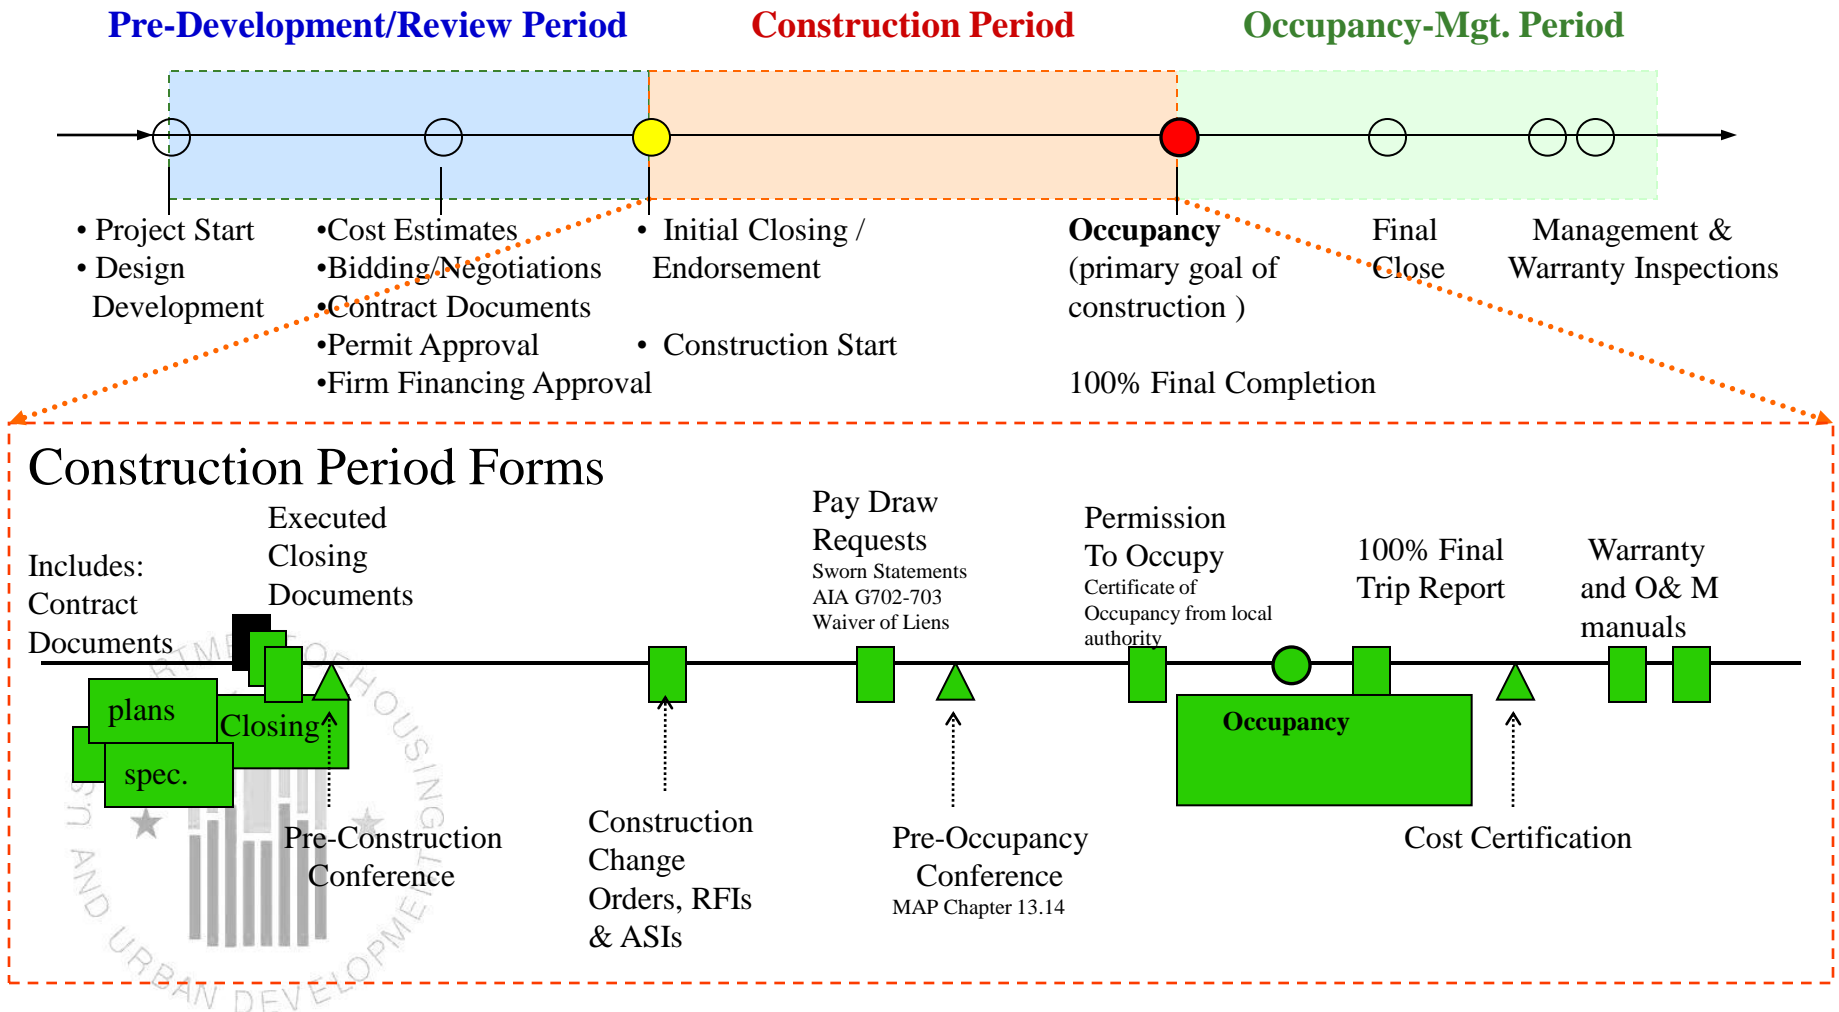 Pre-Development/Review Period
Construction Period
Occupancy-Mgt. Period
• Project Start
• Design
Development
•Cost Estimates
•Bidding/Negotiations
•Contract Documents
•Permit Approval
•Firm Financing Approval
• Initial Closing /
Endorsement
• Construction Start
Occupancy
(primary goal of
construction )
100% Final Completion
Final
Close
Management &
Warranty Inspections
Construction Period Forms
Includes:
Contract
Documents
Executed
Closing
Documents
Pay Draw
Requests
Sworn Statements
AIA G702-703
Waiver of Liens
Permission
To Occupy
Certificate of
Occupancy from local
authority
100% Final
Trip Report
Warranty
and O& M
manuals
plans
Closing
spec.
Occupancy
Pre-Construction
Conference
Construction
Change
Orders, RFIs
& ASIs
Pre-Occupancy
Conference
MAP Chapter 13.14
Cost Certification
HOUSING
AND URBAN DEVELOPMENT